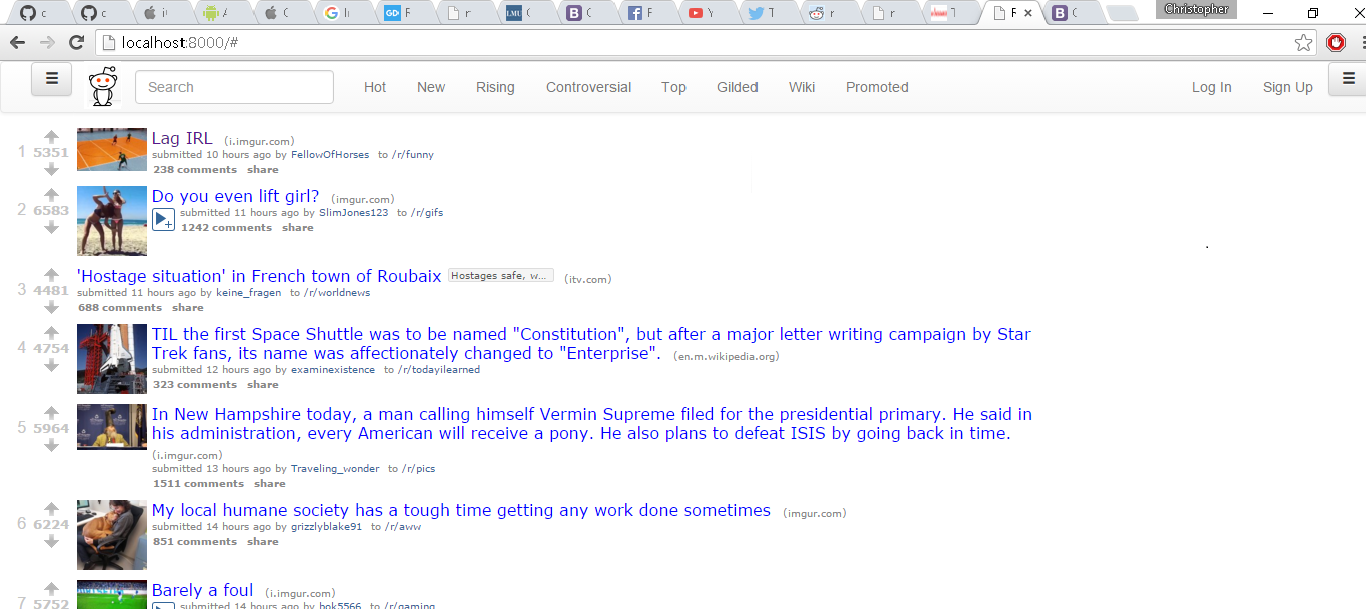 Christopher
localhost:8000/#
Search Hot New Rising Controversial Top Gilded Wiki Promoted Log In Sign Up
1 5351 Lag IRL (i.imgur.com)
submitted 10 hours ago by FellowOfHorses to /r/funny
238 comments share
2 6583 Do you even lift girl? (imgur.com)
submitted 11 hours ago by SlimJones123 to /r/gifs
1242 comments share
3 4481 'Hostage situation' in French town of Roubaix Hostages safe, w... (itv.com)
submitted 11 hours ago by keine_fragen to /r/worldnews
688 comments share
4 4754 TIL the first Space Shuttle was to be named "Constitution", but after a major letter writing campaign by Star
Trek fans, its name was affectionately changed to "Enterprise". (en.m.wikipedia.org)
submitted 12 hours ago by examinexistence to /r/todayilearned
323 comments share
5 5964 In New Hampshire today, a man calling himself Vermin Supreme filed for the presidential primary. He said in
his administration, every American will receive a pony. He also plans to defeat ISIS by going back in time.
(i.imgur.com)
submitted 13 hours ago by Traveling_wonder to /r/pics
1511 comments share
6 6224 My local humane society has a tough time getting any work done sometimes (imgur.com)
submitted 14 hours ago by grizzlyblake91 to /r/aww
851 comments share
7 5752 Barely a foul (i.imgur.com)
submitted 14 hours ago by bok5566 to /r/gaming